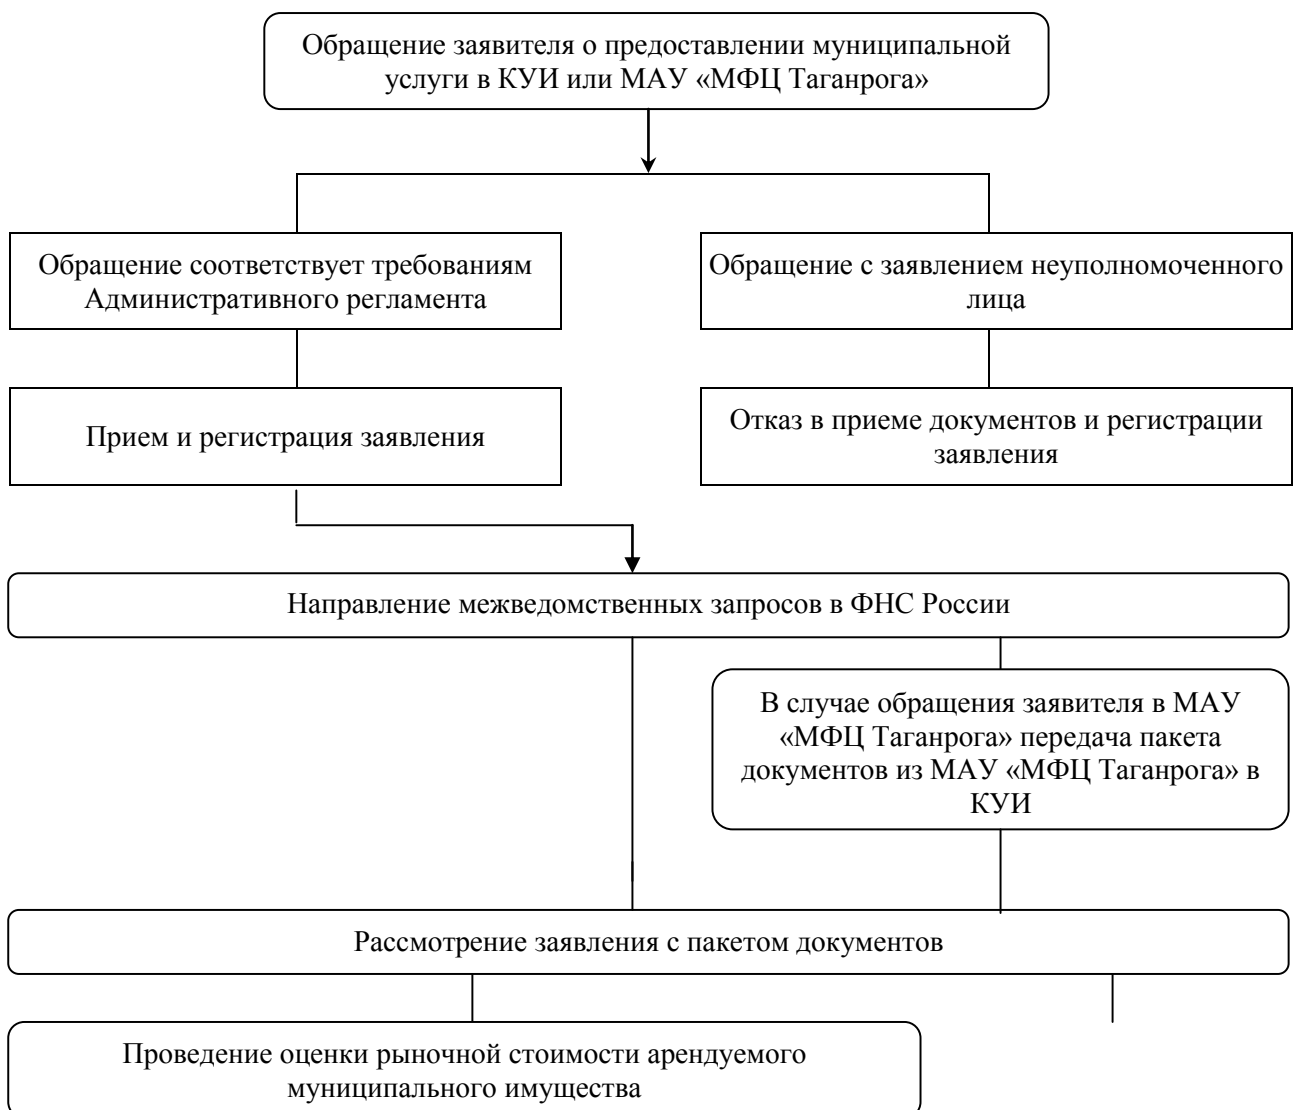 Обращение заявителя о предоставлении муниципальной
услуги в КУИ или МАУ «МФЦ Таганрога»
Обращение соответствует требованиям
Административного регламента
Обращение с заявлением неуполномоченного
лица
Прием и регистрация заявления
Отказ в приеме документов и регистрации
заявления
Направление межведомственных запросов в ФНС России
В случае обращения заявителя в МАУ
«МФЦ Таганрога» передача пакета
документов из МАУ «МФЦ Таганрога» в
КУИ
Рассмотрение заявления с пакетом документов
Проведение оценки рыночной стоимости арендуемого
муниципального имущества